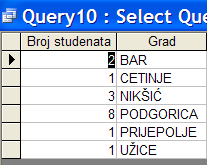 Query10 : Select Que
Broj studenata Grad
2 BAR
1 CETINJE
3 NIKŠIĆ
8 PODGORICA
1 PRIJEPOLJE
1 UŽICE